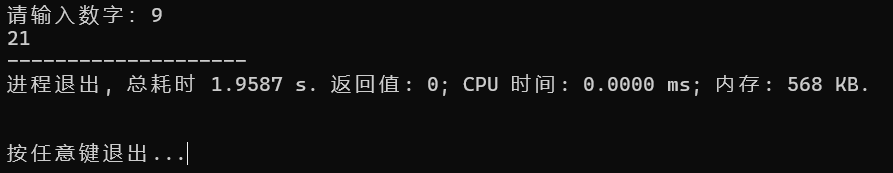 请输入数字: 9
21
--------------------
进程退出, 总耗时 1.9587 s. 返回值: 0; CPU 时间: 0.0000 ms; 内存: 568 KB.
按任意键退出...